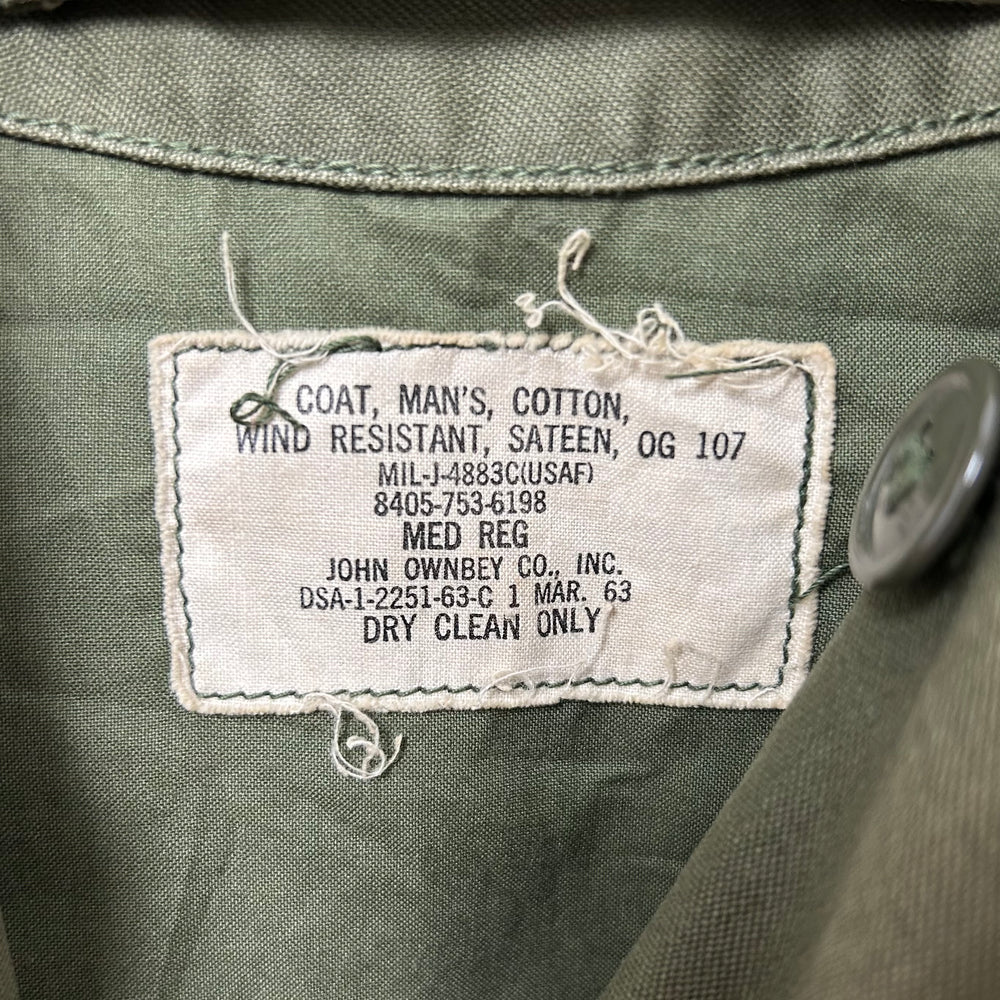 COAT, MAN'S, COTTON,
WIND RESISTANT, SATEEN, OG 107
MIL-J-4883C(USAF)
8405-753-6198
MED REG
JOHN OWNBEY CO., INC.
DSA-1-2251-63-C 1 MAR. 63
DRY CLEAN ONLY